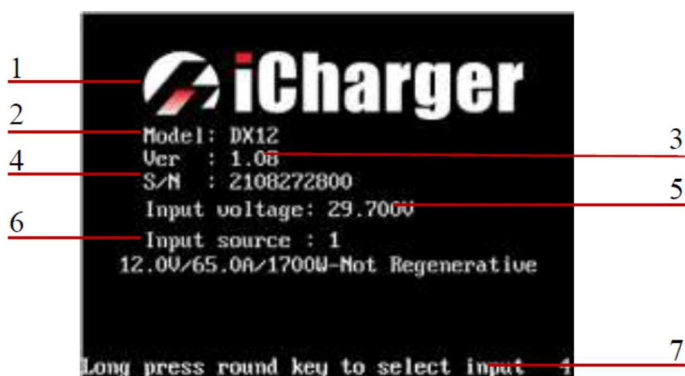 1
iCharger
2
Model: DX12
3
Ver : 1.08
4
S/N : 2108272800
5
Input voltage: 29.700V
6
Input source : 1
12.0V/65.0A/1700W-Not Regenerative
7
Long press round key to select input 4